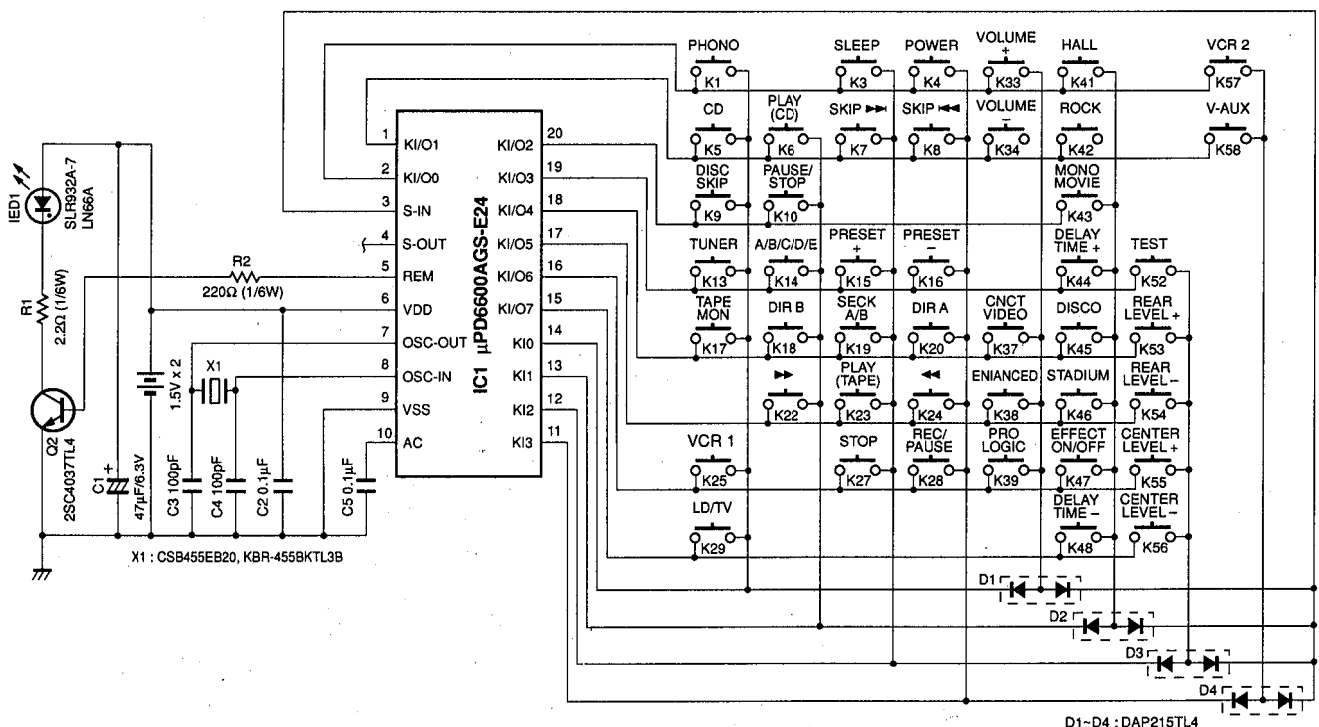 PHONO
SLEEP
POWER
VOLUME
+
HALL
VCR 2
K1
K3
K4
K33
K41
K57
CD
PLAY
(CD)
SKIP ▶▶|
SKIP |◀◀
VOLUME
−
ROCK
V-AUX
K5
K6
K7
K8
K34
K42
K58
DISC
SKIP
PAUSE/
STOP
MONO
MOVIE
K9
K10
K43
TUNER
A/B/C/D/E
PRESET
+
PRESET
−
DELAY
TIME +
TEST
K13
K14
K15
K16
K44
K52
TAPE
MON
DIR B
SECK
A/B
DIR A
CNCT
VIDEO
DISCO
REAR
LEVEL +
K17
K18
K19
K20
K37
K45
K53
▶▶
PLAY
(TAPE)
◀◀
ENIANCED
STADIUM
REAR
LEVEL −
K22
K23
K24
K38
K46
K54
VCR 1
STOP
REC/
PAUSE
PRO
LOGIC
EFFECT
ON/OFF
CENTER
LEVEL +
K25
K27
K28
K39
K47
K55
LD/TV
DELAY
TIME −
CENTER
LEVEL −
K29
K48
K56
1 KI/O1
2 KI/O0
3 S-IN
4 S-OUT
5 REM
6 VDD
7 OSC-OUT
8 OSC-IN
9 VSS
10 AC
IC1 μPD6600AGS-E24
KI/O2 20
KI/O3 19
KI/O4 18
KI/O5 17
KI/O6 16
KI/O7 15
KI0 14
KI1 13
KI2 12
KI3 11
IED1
SLR932A-7
LN66A
R1
2.2Ω (1/6W)
R2
220Ω (1/6W)
Q2
2SC4037TL4
C1 +
47μF/6.3V
1.5V x 2
X1
C3 100pF
C4 100pF
C2 0.1μF
C5 0.1μF
X1 : CSB455EB20, KBR-455BKTL3B
D1
D2
D3
D4
D1~D4 : DAP215TL4